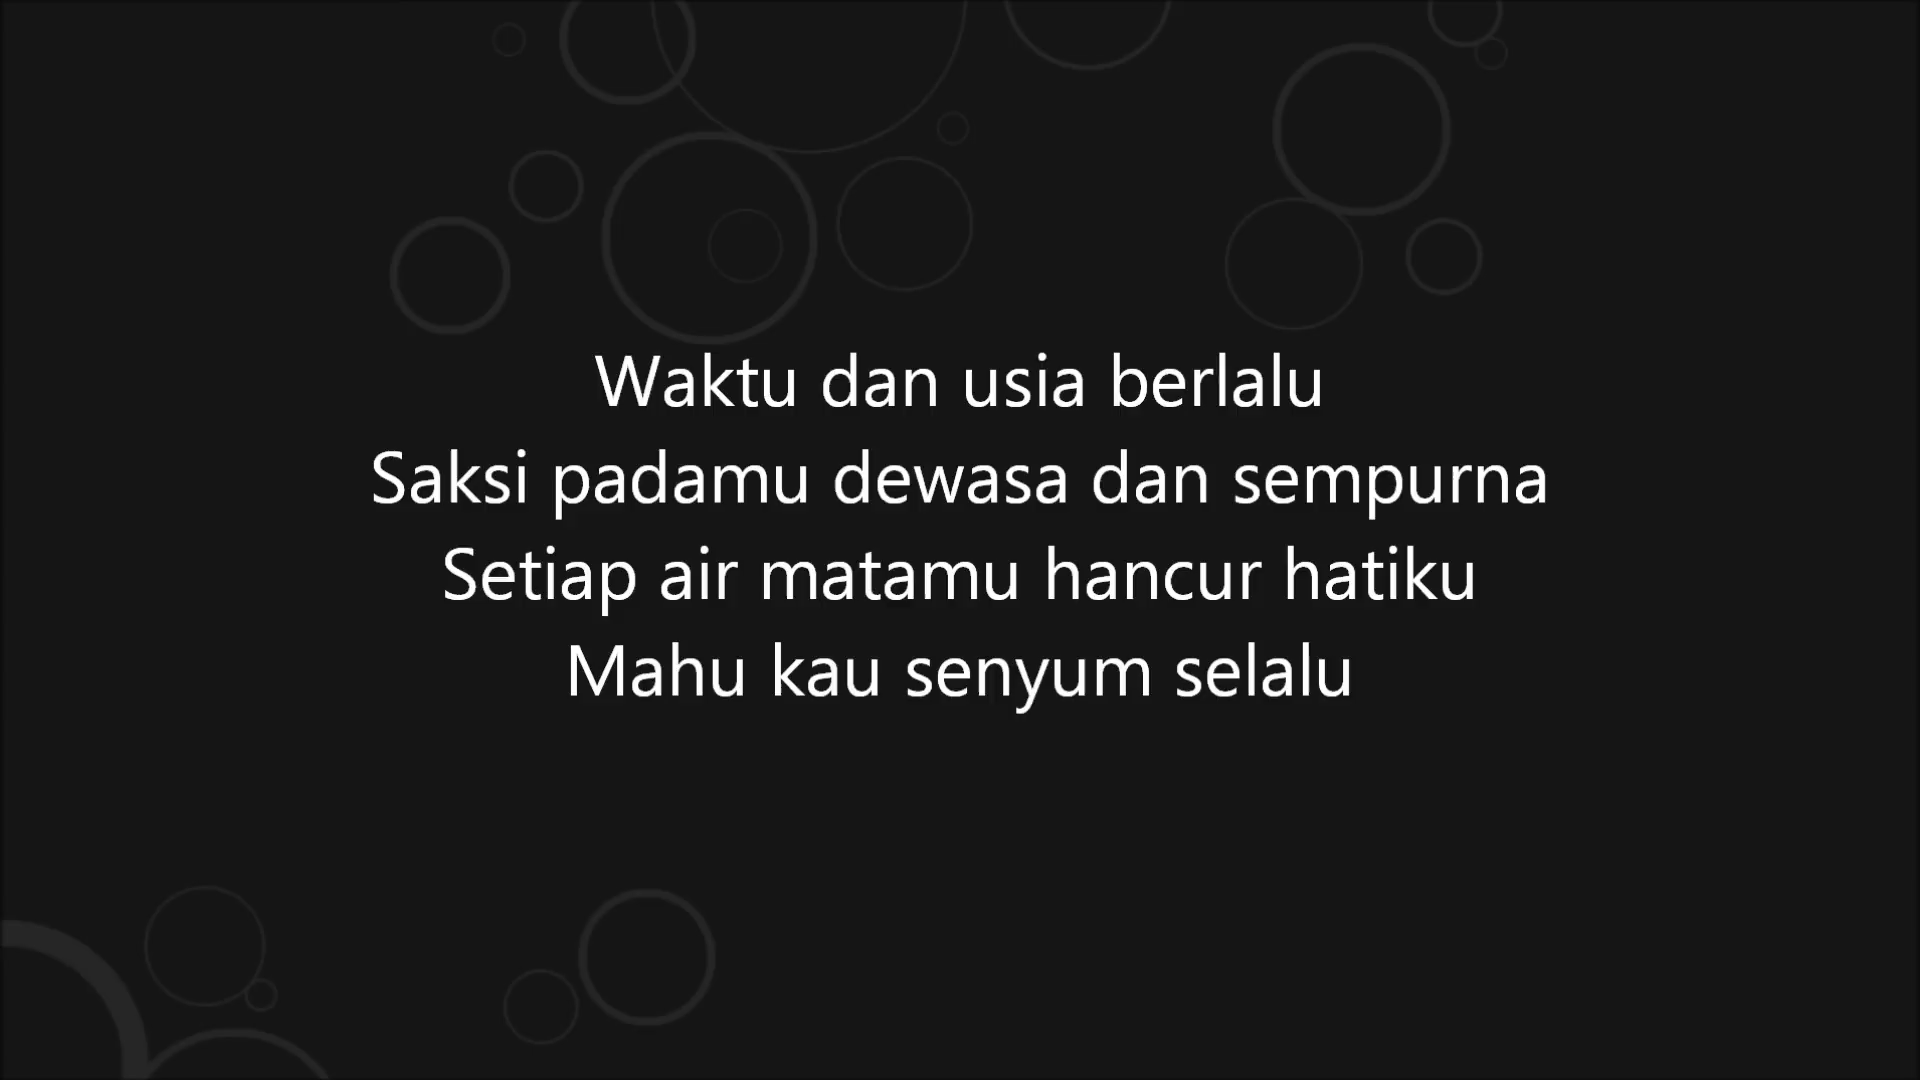 Waktu dan usia berlalu
Saksi padamu dewasa dan sempurna
Setiap air matamu hancur hatiku
Mahu kau senyum selalu